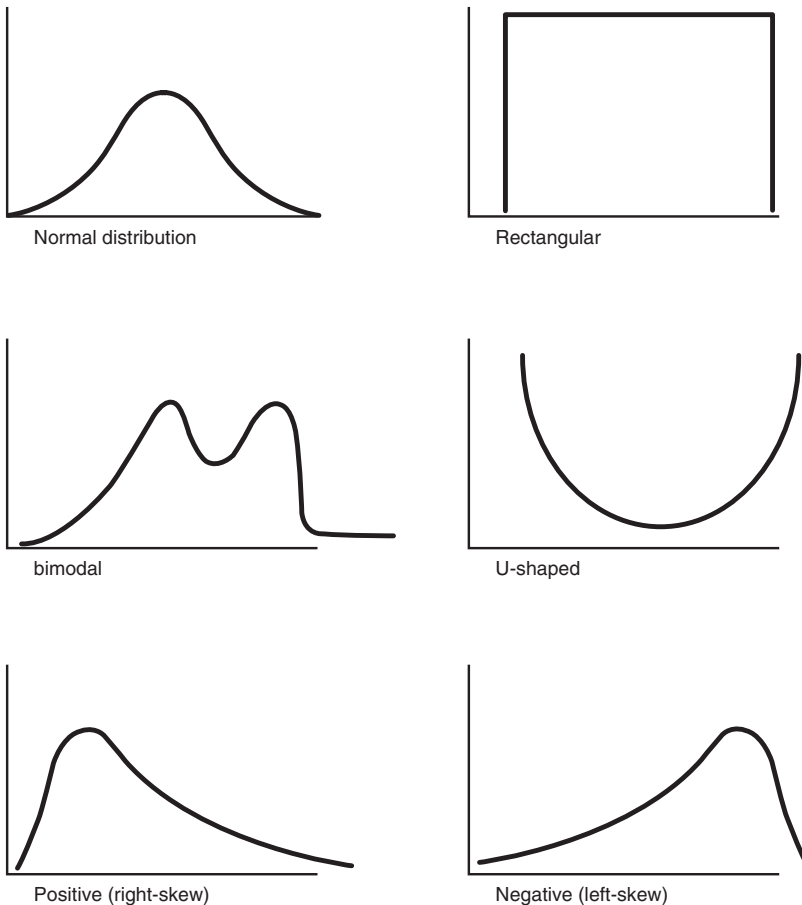 Normal distribution
Rectangular
bimodal
U-shaped
Positive (right-skew)
Negative (left-skew)